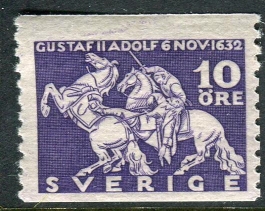 GUSTAF II ADOLF 6 NOV·1632
10
ÖRE
SVERIGE